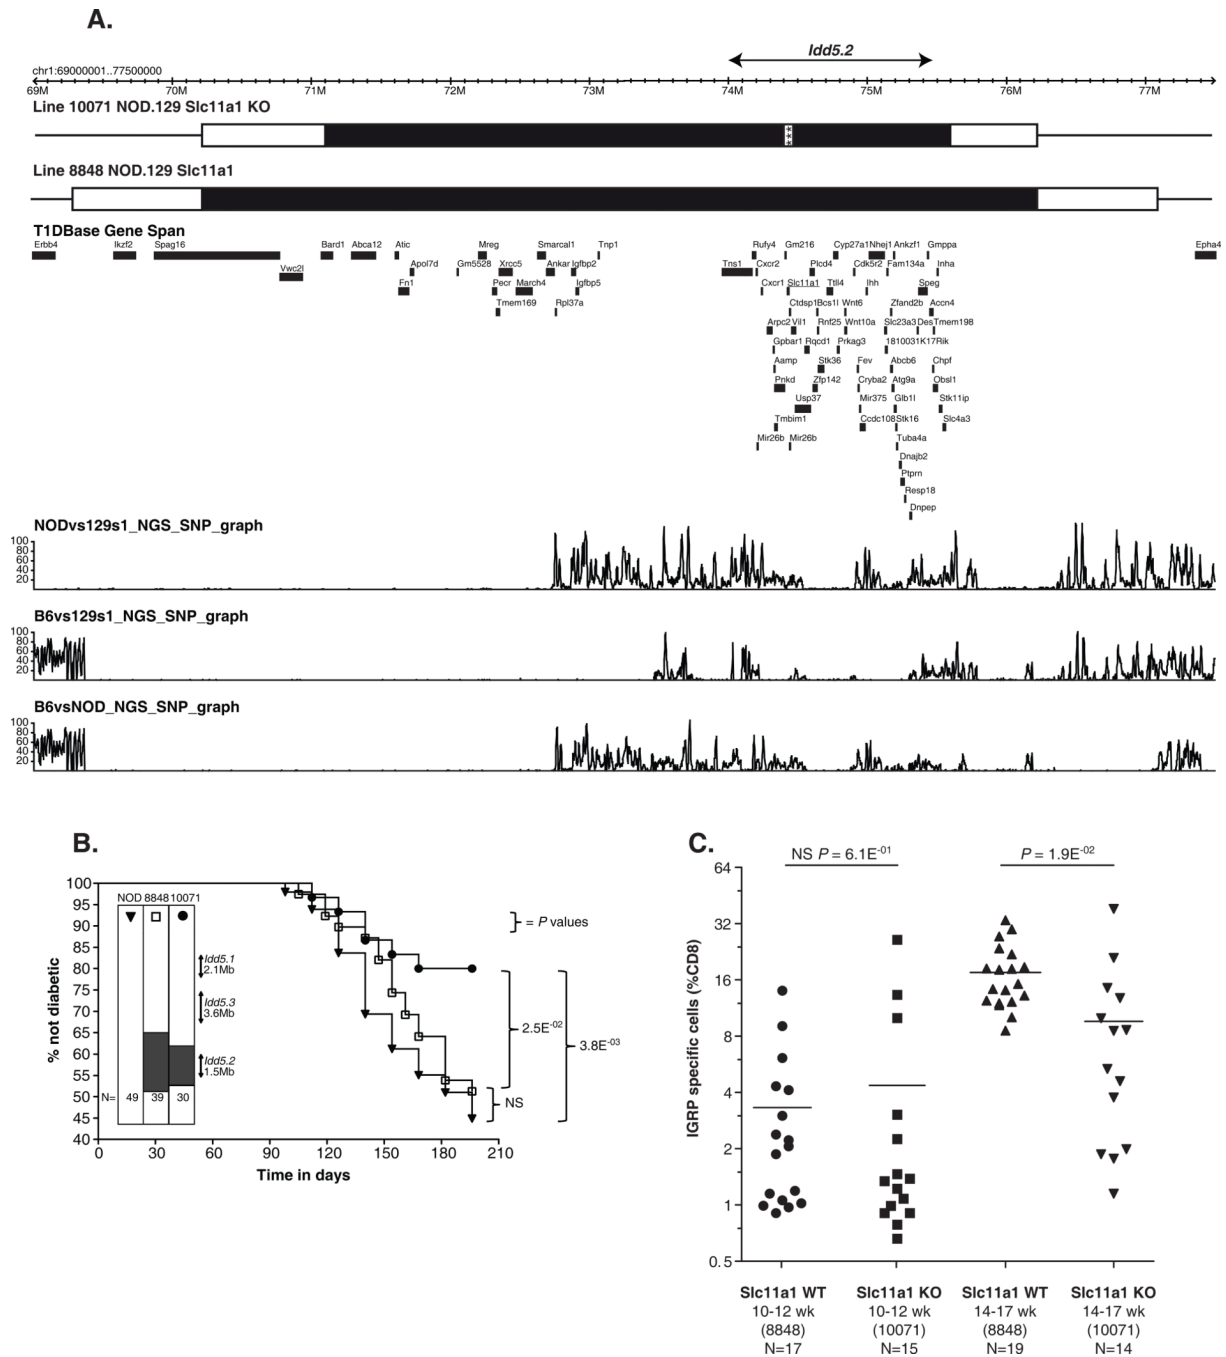 A.
Idd5.2
chr1:69000001..77500000
69M 70M 71M 72M 73M 74M 75M 76M 77M
Line 10071 NOD.129 Slc11a1 KO
***
Line 8848 NOD.129 Slc11a1
T1DBase Gene Span
Erbb4 Ikzf2 Spag16 Bard1 Abca12 Atic Mreg Smarcal1 Tnp1 Rufy4 Gm216 Cyp27a1 Nhej1 Ankzf1 Gmppa Epha4
Vwc2l Apol7d Gm5528 Xrcc5 Ankar Igfbp2 Tns1 Cxcr2 Plcd4 Cdk5r2 Fam134a Inha
Fn1 Pecr March4 Igfbp5 Cxcr1 Slc11a1 Ttll4 Ihh Speg
Tmem169 Rpl37a Ctdsp1 Bcs1l Wnt6 Zfand2b Accn4
Arpc2 Vil1 Rnf25 Wnt10a Slc23a3 Des Tmem198
Gpbar1 Rqcd1 Prkag3 1810031K17Rik
Aamp Stk36 Fev Abcb6 Chpf
Pnkd Zfp142 Cryba2 Atg9a Obsl1
Usp37 Mir375 Glb1l Stk11ip
Tmbim1 Ccdc108 Stk16 Slc4a3
Mir26b Mir26b Tuba4a
Dnajb2
Ptprn
Resp18
Dnpep
NODvs129s1_NGS_SNP_graph
100
80
60
40
20
B6vs129s1_NGS_SNP_graph
100
80
60
40
20
B6vsNOD_NGS_SNP_graph
100
80
60
40
20
B.
100
95
90
85
80
75
70
65
60
55
50
45
40
% not diabetic
NOD 8848 10071
Idd5.1
2.1Mb
Idd5.3
3.6Mb
Idd5.2
1.5Mb
N= 49 39 30
= P values
2.5E-02
3.8E-03
NS
0 30 60 90 120 150 180 210
Time in days
C.
NS P = 6.1E-01
P = 1.9E-02
64
32
16
8
4
2
1
0.5
IGRP specific cells (%CD8)
Slc11a1 WT Slc11a1 KO Slc11a1 WT Slc11a1 KO
10-12 wk 10-12 wk 14-17 wk 14-17 wk
(8848) (10071) (8848) (10071)
N=17 N=15 N=19 N=14